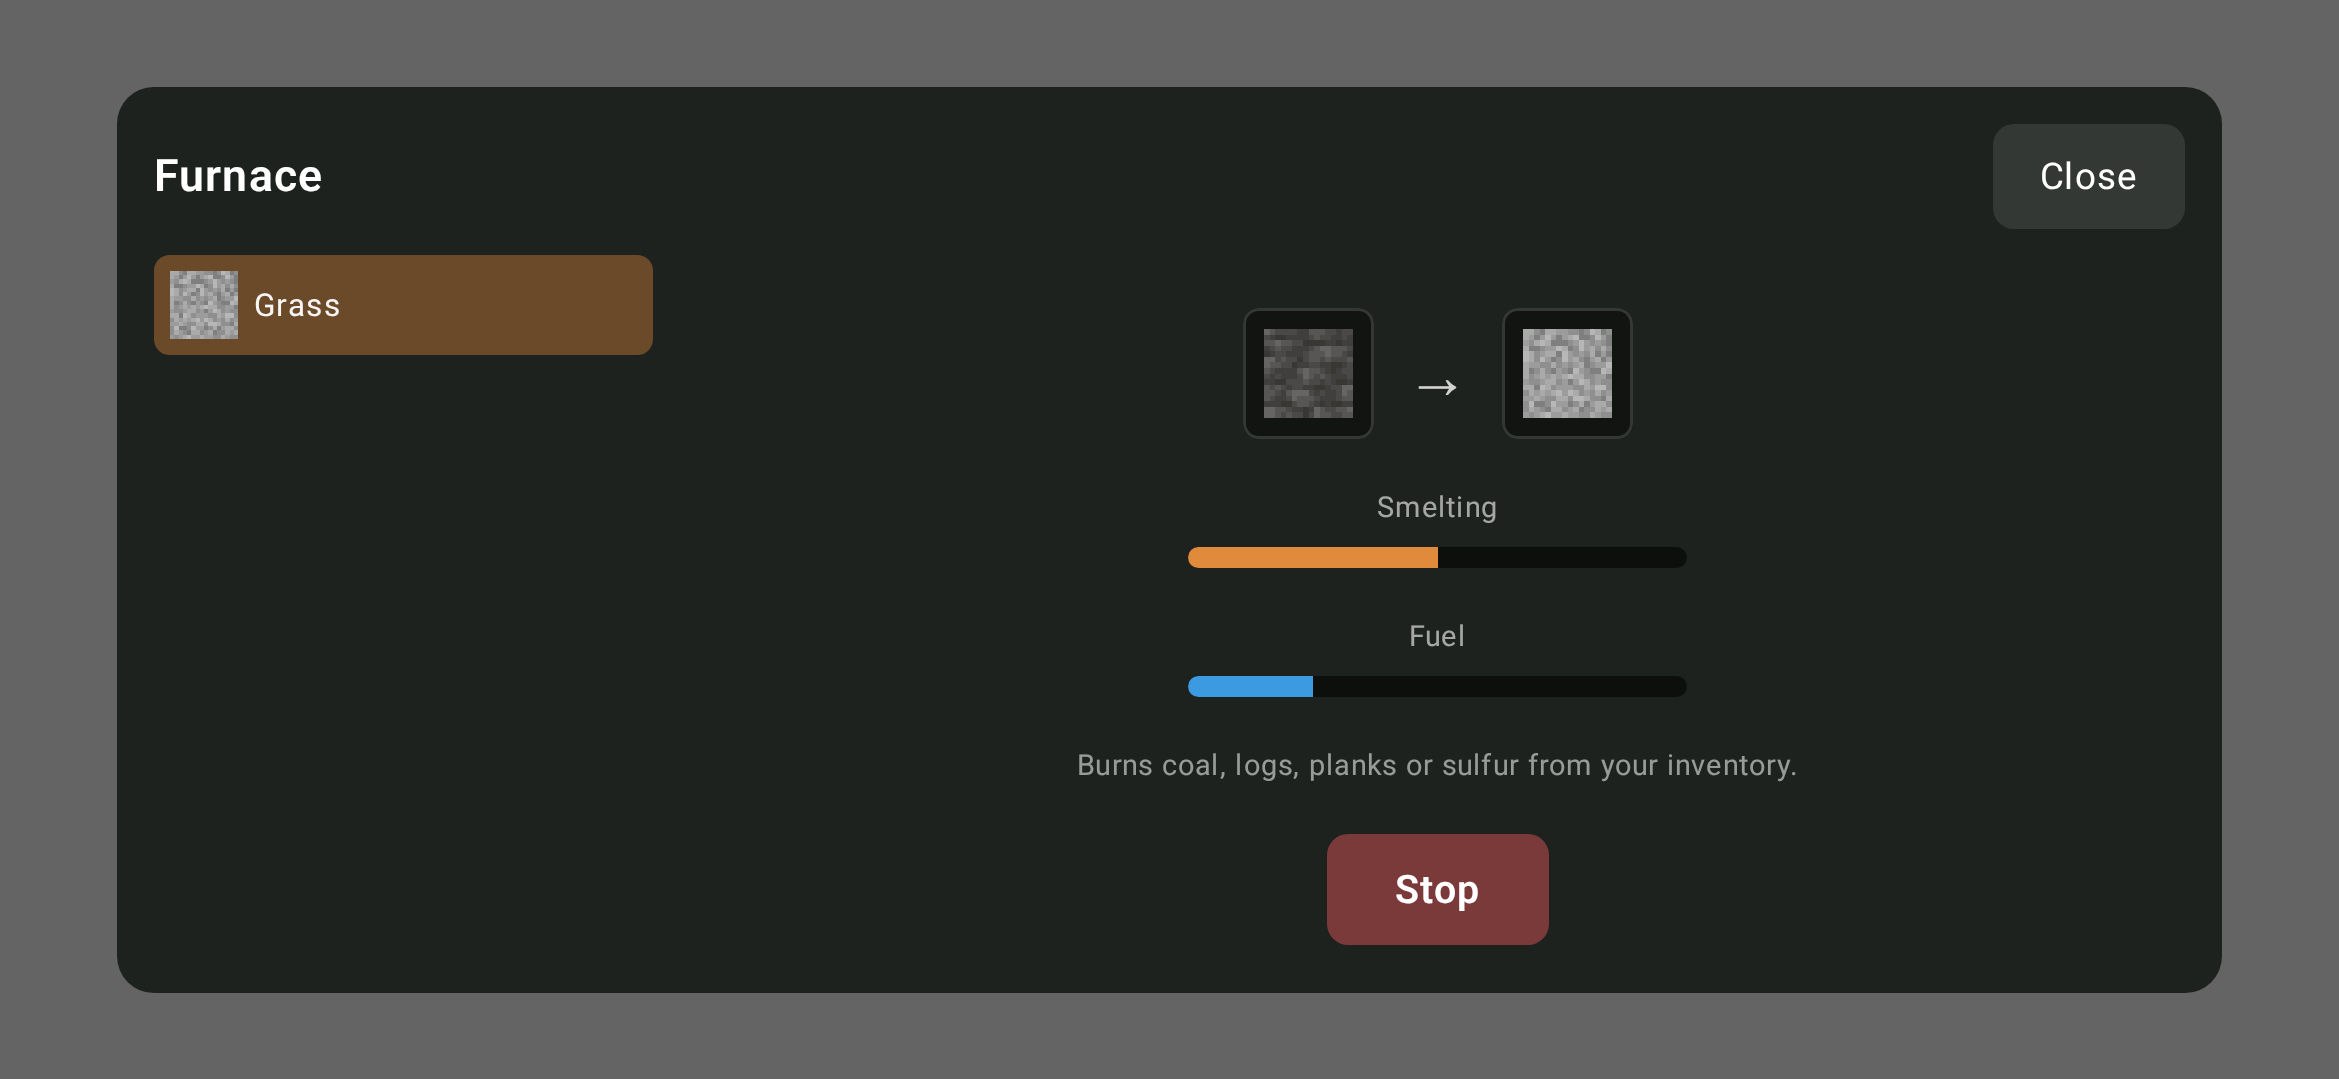 Furnace
Close
Grass
→
Smelting
Fuel
Burns coal, logs, planks or sulfur from your inventory.
Stop